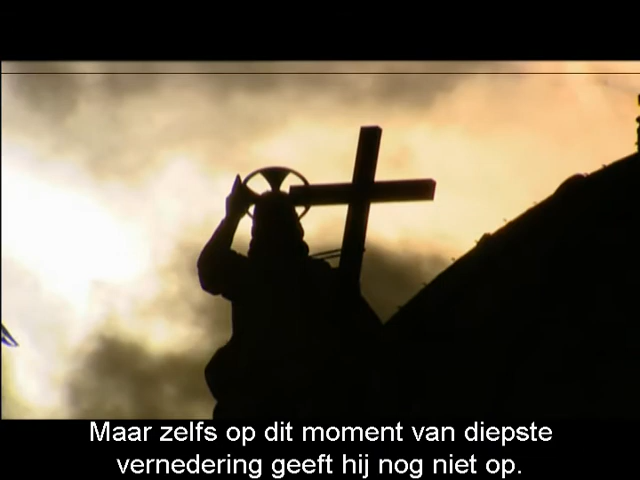 Maar zelfs op dit moment van diepste
vernedering geeft hij nog niet op.